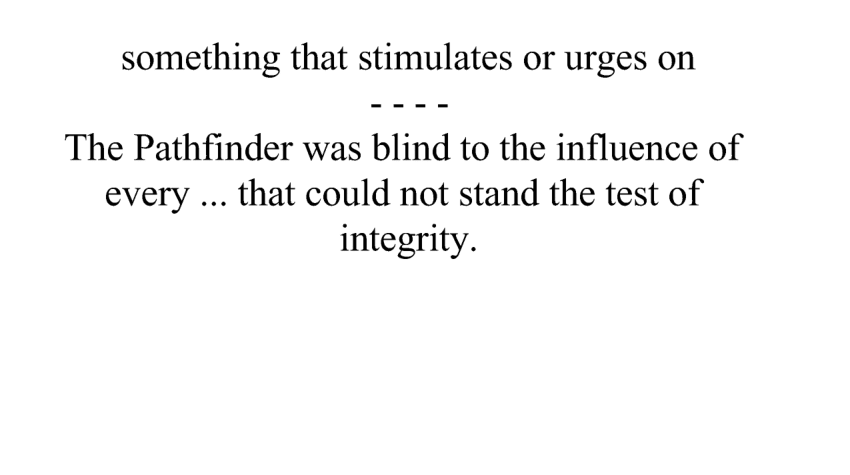 something that stimulates or urges on
- - - -
The Pathfinder was blind to the influence of
every ... that could not stand the test of
integrity.